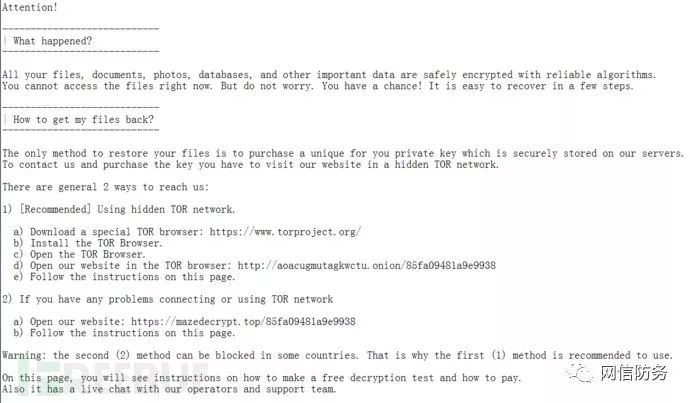 Attention!
----------------------------
| What happened?
----------------------------
All your files, documents, photos, databases, and other important data are safely encrypted with reliable algorithms.
You cannot access the files right now. But do not worry. You have a chance! It is easy to recover in a few steps.
----------------------------
| How to get my files back?
----------------------------
The only method to restore your files is to purchase a unique for you private key which is securely stored on our servers.
To contact us and purchase the key you have to visit our website in a hidden TOR network.
There are general 2 ways to reach us:
1) [Recommended] Using hidden TOR network.
a) Download a special TOR browser: https://www.torproject.org/
b) Install the TOR Browser.
c) Open the TOR Browser.
d) Open our website in the TOR browser: http://aoacugmutagkwctu.onion/85fa09481a9e9938
e) Follow the instructions on this page.
2) If you have any problems connecting or using TOR network
a) Open our website: https://mazedecrypt.top/85fa09481a9e9938
b) Follow the instructions on this page.
Warning: the second (2) method can be blocked in some countries. That is why the first (1) method is recommended to use.
On this page, you will see instructions on how to make a free decryption test and how to pay.
Also it has a live chat with our operators and support team.
网信防务